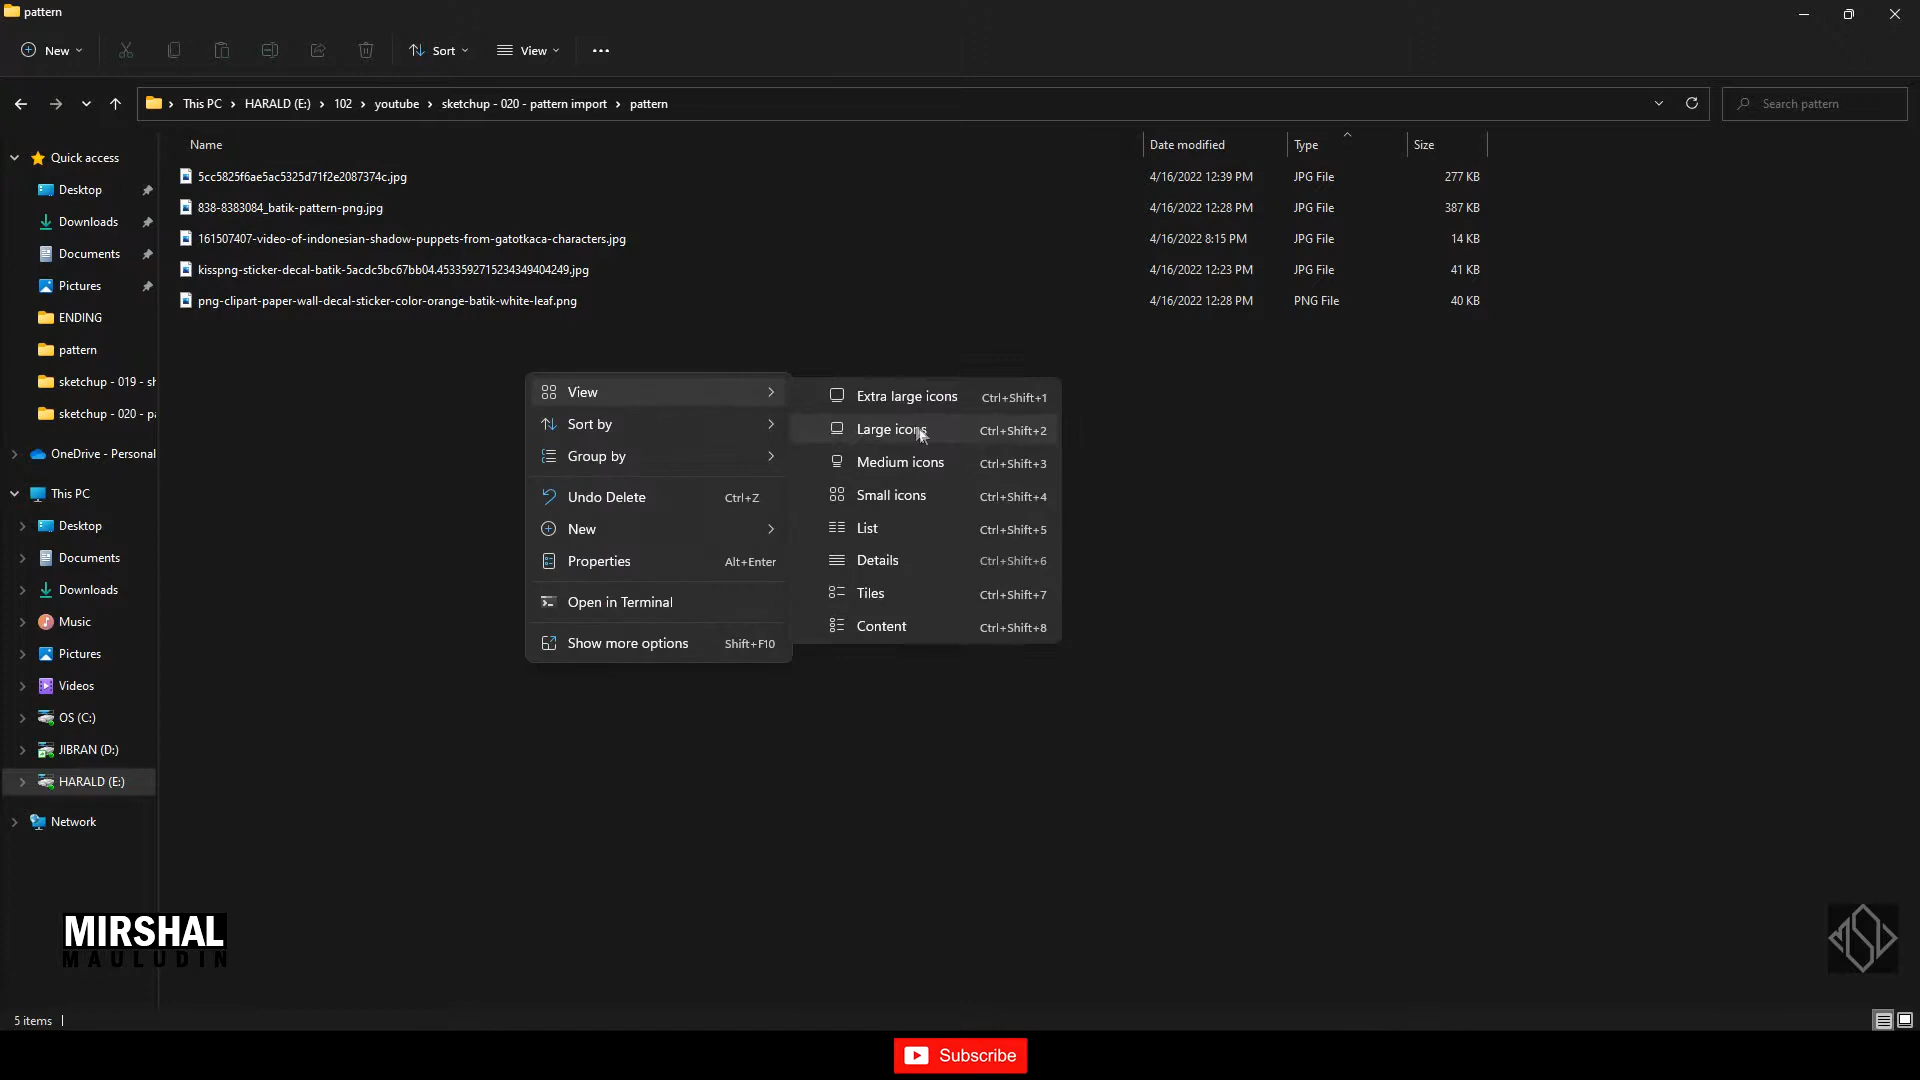 pattern
New
Sort
View
This PC > HARALD (E:) > 102 > youtube > sketchup - 020 - pattern import > pattern
Search pattern
Name
Date modified
Type
Size
5cc5825f6ae5ac5325d71f2e2087374c.jpg 4/16/2022 12:39 PM JPG File 277 KB
838-8383084_batik-pattern-png.jpg 4/16/2022 12:28 PM JPG File 387 KB
161507407-video-of-indonesian-shadow-puppets-from-gatotkaca-characters.jpg 4/16/2022 8:15 PM JPG File 14 KB
kisspng-sticker-decal-batik-5acdc5bc67bb04.4533592715234349404249.jpg 4/16/2022 12:23 PM JPG File 41 KB
png-clipart-paper-wall-decal-sticker-color-orange-batik-white-leaf.png 4/16/2022 12:28 PM PNG File 40 KB
Quick access
Desktop
Downloads
Documents
Pictures
ENDING
pattern
sketchup - 019 - sh
sketchup - 020 - pa
OneDrive - Personal
This PC
Desktop
Documents
Downloads
Music
Pictures
Videos
OS (C:)
JIBRAN (D:)
HARALD (E:)
Network
View
Sort by
Group by
Undo Delete Ctrl+Z
New
Properties Alt+Enter
Open in Terminal
Show more options Shift+F10
Extra large icons Ctrl+Shift+1
Large icons Ctrl+Shift+2
Medium icons Ctrl+Shift+3
Small icons Ctrl+Shift+4
List Ctrl+Shift+5
Details Ctrl+Shift+6
Tiles Ctrl+Shift+7
Content Ctrl+Shift+8
MIRSHAL
MAULUDIN
5 items
Subscribe